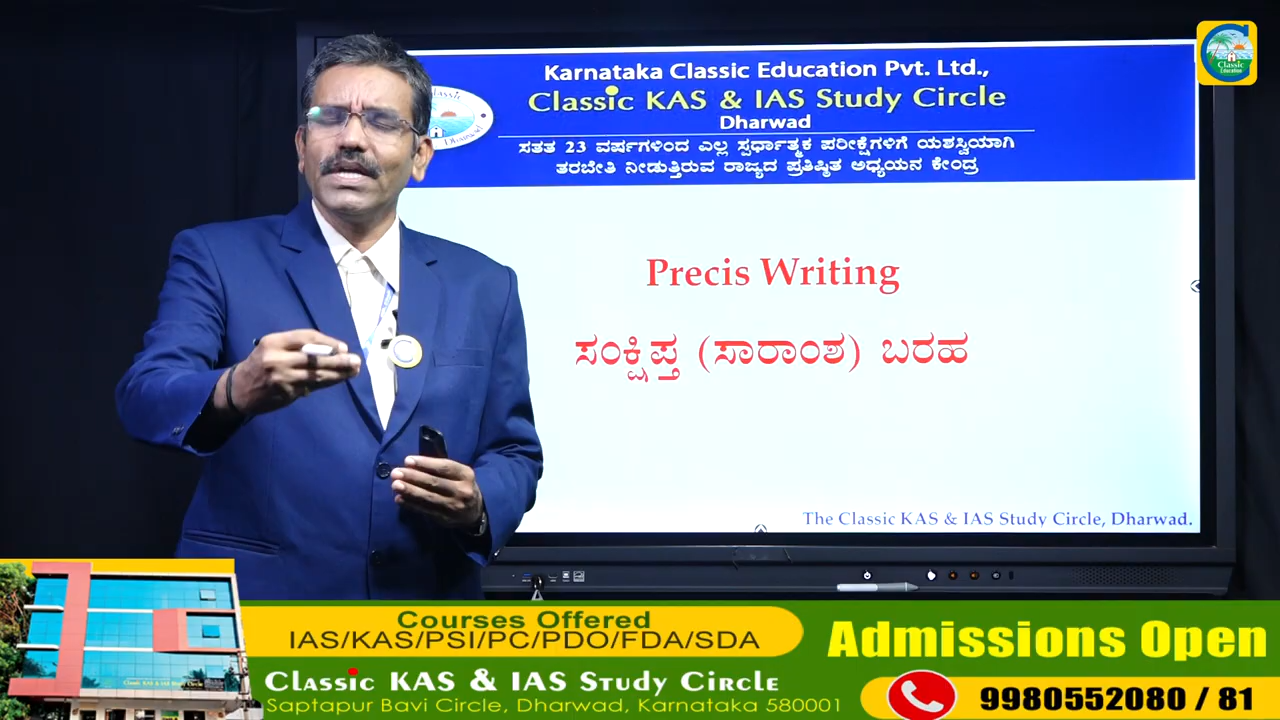 Karnataka Classic Education Pvt. Ltd.,
Classic KAS & IAS Study Circle
Dharwad
ಸತತ 23 ವರ್ಷಗಳಿಂದ ಎಲ್ಲ ಸ್ಪರ್ಧಾತ್ಮಕ ಪರೀಕ್ಷೆಗಳಿಗೆ ಯಶಸ್ವಿಯಾಗಿ
ತರಬೇತಿ ನೀಡುತ್ತಿರುವ ರಾಜ್ಯದ ಪ್ರತಿಷ್ಠಿತ ಅಧ್ಯಯನ ಕೇಂದ್ರ
Classic
Education
Dharwad
Precis Writing
ಸಂಕ್ಷಿಪ್ತ (ಸಾರಾಂಶ) ಬರಹ
The Classic KAS & IAS Study Circle, Dharwad.
Courses Offered
IAS/KAS/PSI/PC/PDO/FDA/SDA
Classic KAS & IAS Study Circle
Saptapur Bavi Circle, Dharwad, Karnataka 580001
Admissions Open
9980552080 / 81